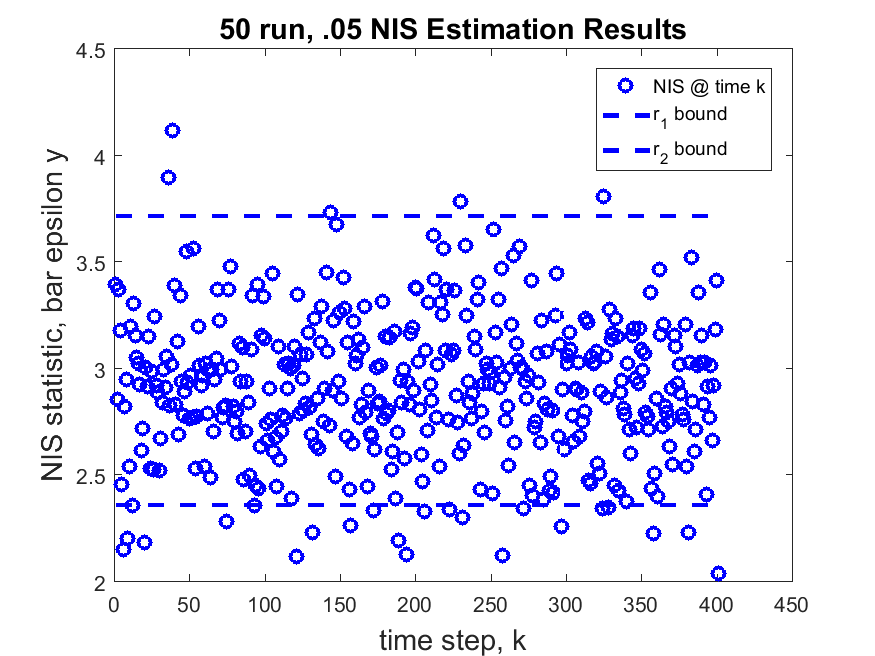 50 run, .05 NIS Estimation Results
NIS statistic, bar epsilon y
4.5
4
3.5
3
2.5
2
NIS @ time k
r1 bound
r2 bound
0 50 100 150 200 250 300 350 400 450
time step, k